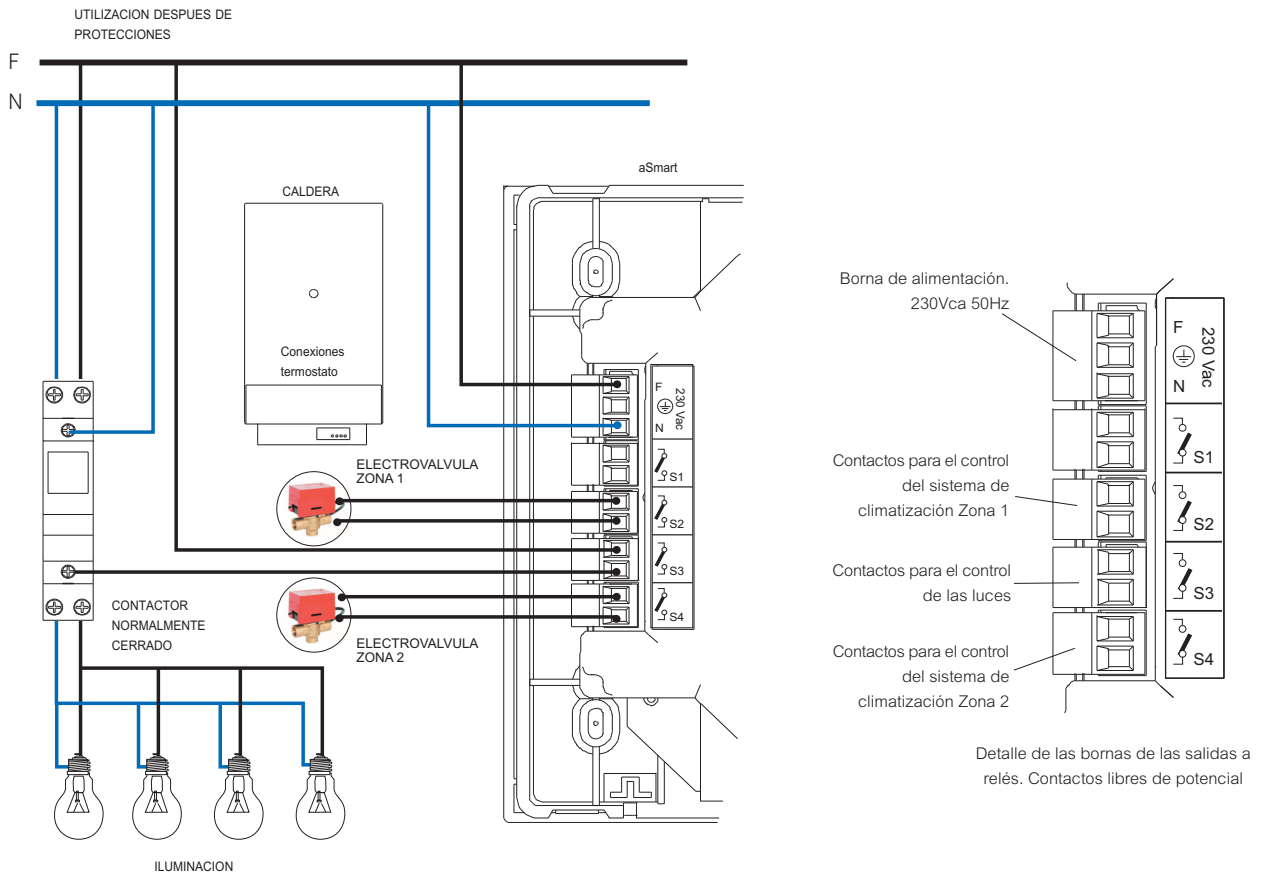 UTILIZACION DESPUES DE
PROTECCIONES
F
N
aSmart
CALDERA
Conexiones
termostato
F
N
230 Vac
S1
S2
S3
S4
ELECTROVALVULA
ZONA 1
CONTACTOR
NORMALMENTE
CERRADO
ELECTROVALVULA
ZONA 2
ILUMINACION
Borna de alimentación.
230Vca 50Hz
Contactos para el control
del sistema de
climatización Zona 1
Contactos para el control
de las luces
Contactos para el control
del sistema de
climatización Zona 2
F
N
230 Vac
S1
S2
S3
S4
Detalle de las bornas de las salidas a
relés. Contactos libres de potencial